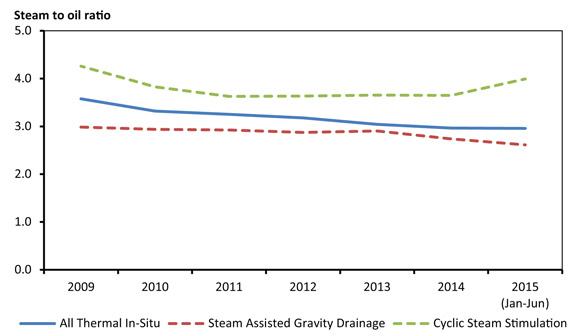 Steam to oil ratio
5.0
4.0
3.0
2.0
1.0
0.0
2009 2010 2011 2012 2013 2014 2015
(Jan-Jun)
All Thermal In-Situ Steam Assisted Gravity Drainage Cyclic Steam Stimulation